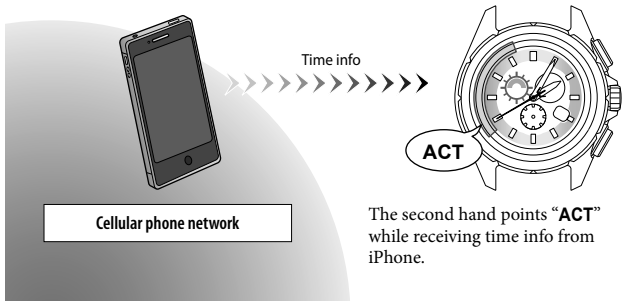 Time info
ACT
Cellular phone network
The second hand points “ACT”
while receiving time info from
iPhone.